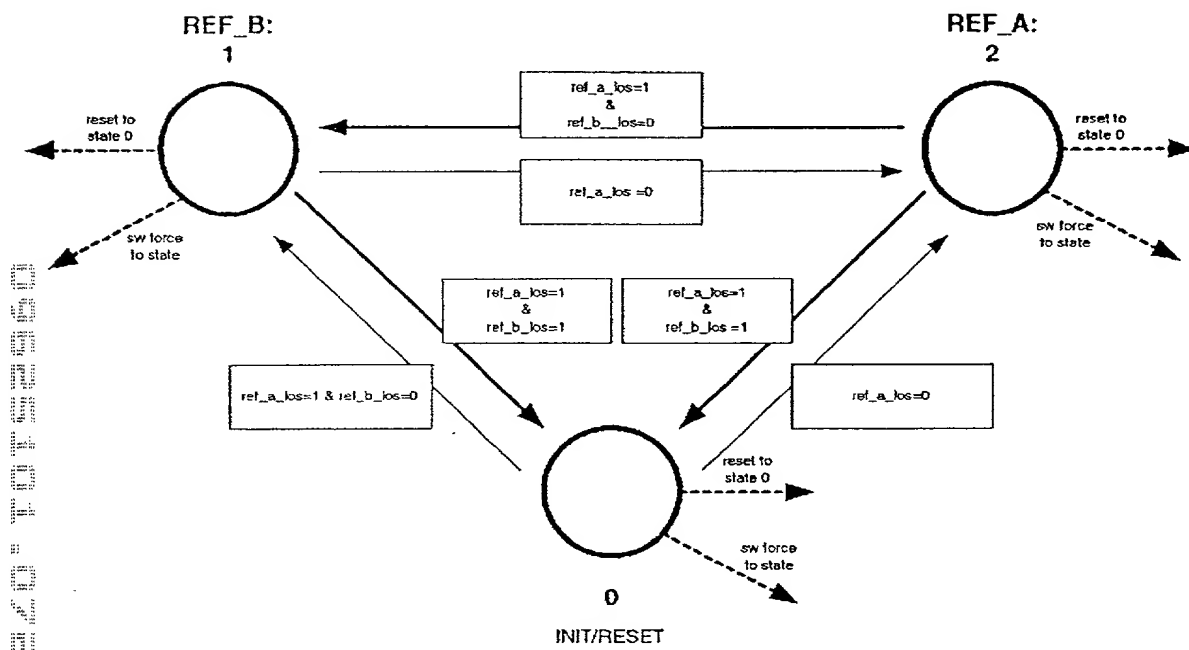 REF_B:
1
REF_A:
2
ref_a_los=1
&
ref_b_los=0
reset to
state 0
reset to
state 0
ref_a_los =0
sw force
to state
sw force
to state
ref_a_los=1
&
ref_b_los=1
ref_a_los=1
&
ref_b_los =1
ref_a_los=1 & ref_b_los=0
ref_a_los=0
reset to
state 0
sw force
to state
0
INIT/RESET